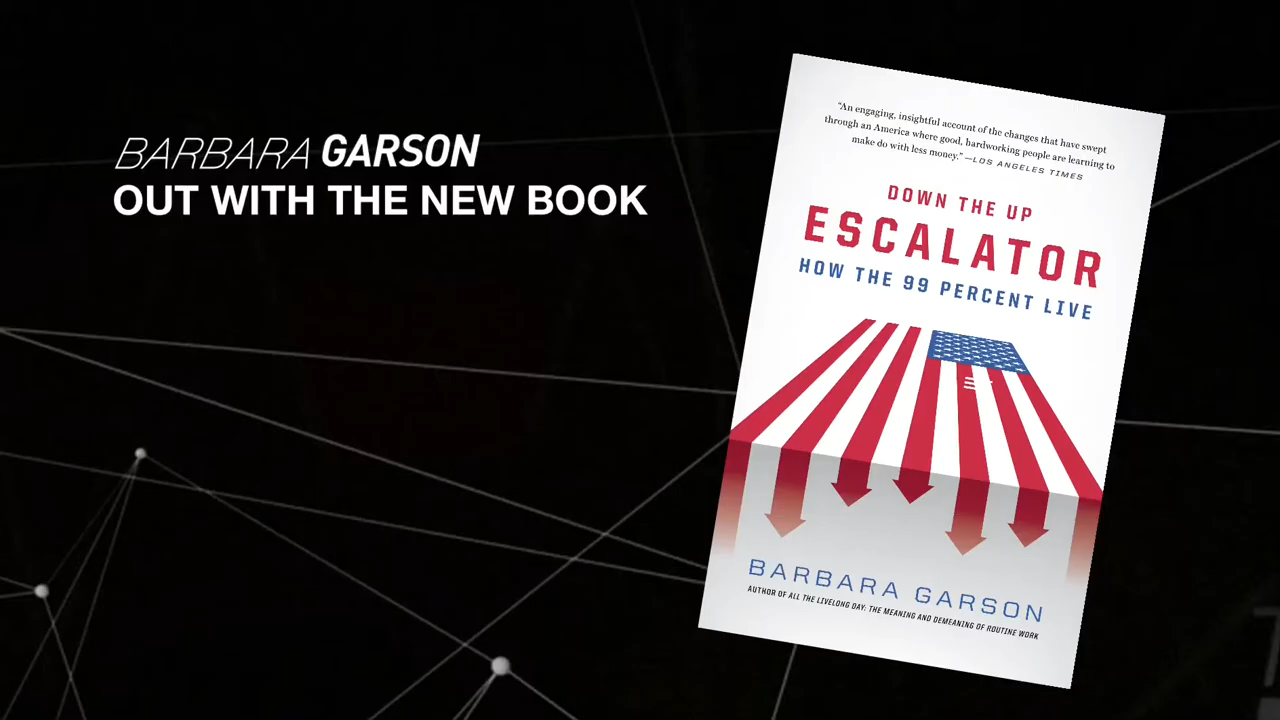 BARBARA GARSON
OUT WITH THE NEW BOOK
“An engaging, insightful account of the changes that have swept
through an America where good, hardworking people are learning to
make do with less money.” —LOS ANGELES TIMES
DOWN THE UP
ESCALATOR
HOW THE 99 PERCENT LIVE
BARBARA GARSON
AUTHOR OF ALL THE LIVELONG DAY: THE MEANING AND DEMEANING OF ROUTINE WORK